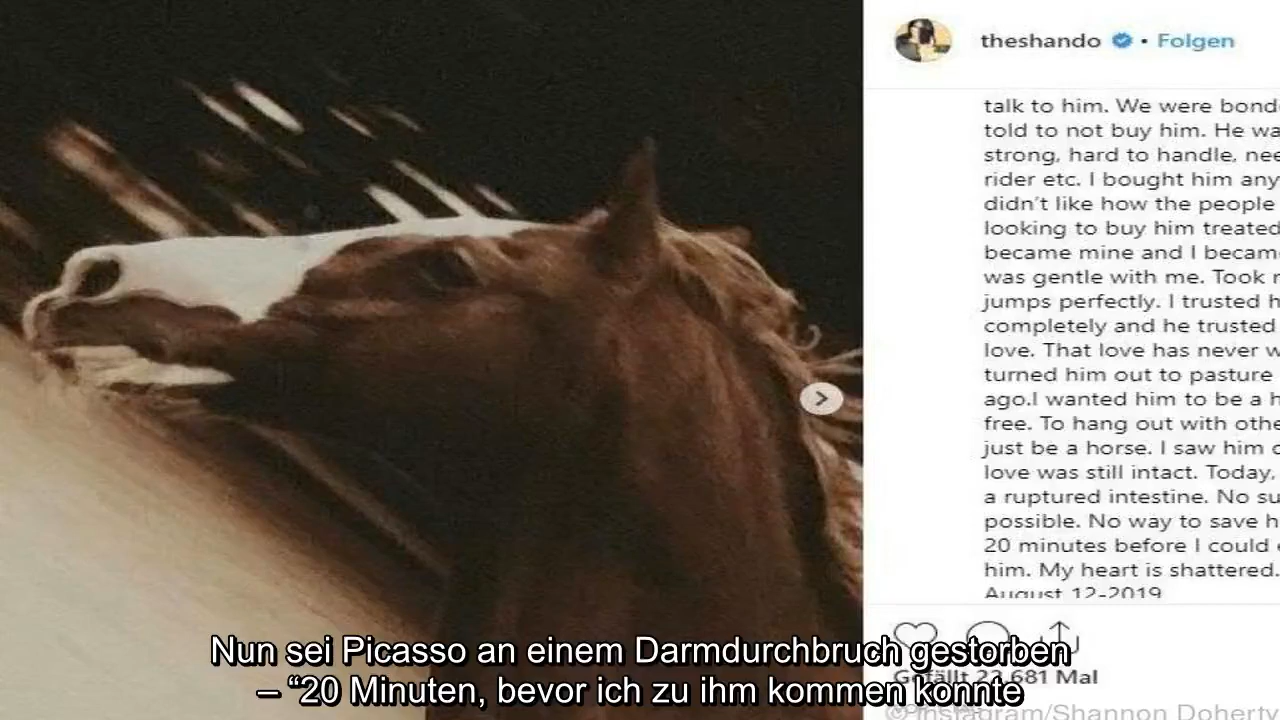 theshando • Folgen
talk to him. We were bond
told to not buy him. He wa
strong, hard to handle, nee
rider etc. I bought him any
didn't like how the people
looking to buy him treated
became mine and I becam
was gentle with me. Took
jumps perfectly. I trusted h
completely and he trusted
love. That love has never w
turned him out to pasture
ago.I wanted him to be a h
free. To hang out with othe
just be a horse. I saw him
love was still intact. Today,
a ruptured intestine. No su
possible. No way to save h
20 minutes before I could
him. My heart is shattered.
August 12-2019
Gefällt 23.681 Mal
Nun sei Picasso an einem Darmdurchbruch gestorben
– “20 Minuten, bevor ich zu ihm kommen konnte
©Instagram/Shannon Doherty